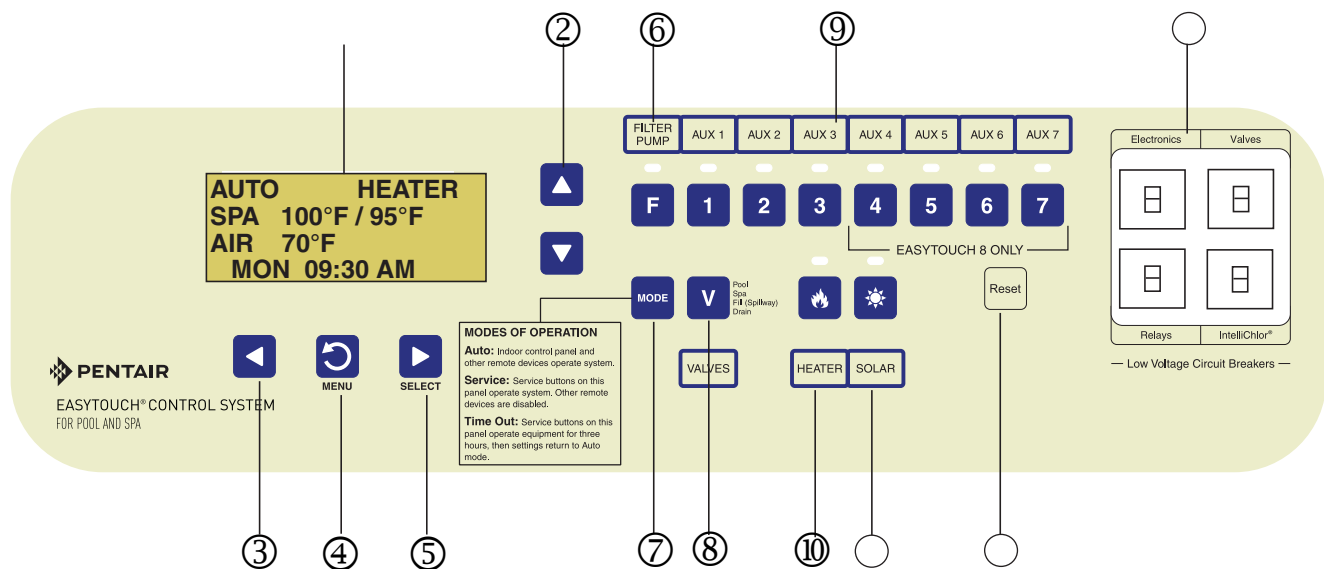 ② ⑥ ⑨
FILTER PUMP AUX 1 AUX 2 AUX 3 AUX 4 AUX 5 AUX 6 AUX 7
Electronics Valves
AUTO HEATER
SPA 100°F / 95°F
AIR 70°F
MON 09:30 AM
F 1 2 3 4 5 6 7
EASYTOUCH 8 ONLY
MODE V
Pool
Spa
Fill (Spillway)
Drain
Reset
Relays IntelliChlor®
Low Voltage Circuit Breakers
MODES OF OPERATION
Auto: Indoor control panel and
other remote devices operate system.
Service: Service buttons on this
panel operate system. Other remote
devices are disabled.
Time Out: Service buttons on this
panel operate equipment for three
hours, then settings return to Auto
mode.
VALVES HEATER SOLAR
MENU SELECT
PENTAIR
EASYTOUCH® CONTROL SYSTEM
FOR POOL AND SPA
③ ④ ⑤ ⑦ ⑧ ⑩